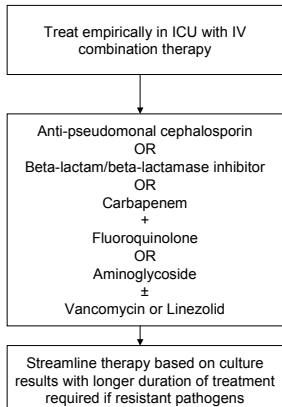 Treat empirically in ICU with IV
combination therapy
Anti-pseudomonal cephalosporin
OR
Beta-lactam/beta-lactamase inhibitor
OR
Carbapenem
+
Fluoroquinolone
OR
Aminoglycoside
±
Vancomycin or Linezolid
Streamline therapy based on culture
results with longer duration of treatment
required if resistant pathogens